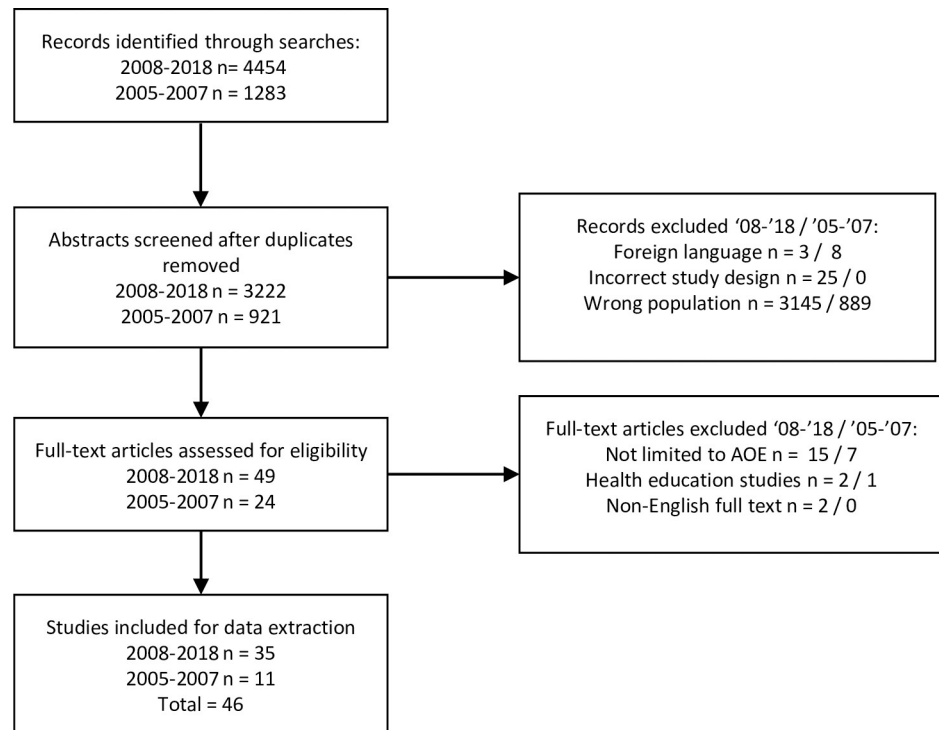 Records identified through searches:
2008-2018 n= 4454
2005-2007 n = 1283
Abstracts screened after duplicates
removed
2008-2018 n = 3222
2005-2007 n = 921
Records excluded ‘08-’18 / ’05-’07:
Foreign language n = 3 / 8
Incorrect study design n = 25 / 0
Wrong population n = 3145 / 889
Full-text articles assessed for eligibility
2008-2018 n = 49
2005-2007 n = 24
Full-text articles excluded ‘08-’18 / ’05-’07:
Not limited to AOE n = 15 / 7
Health education studies n = 2 / 1
Non-English full text n = 2 / 0
Studies included for data extraction
2008-2018 n = 35
2005-2007 n = 11
Total = 46